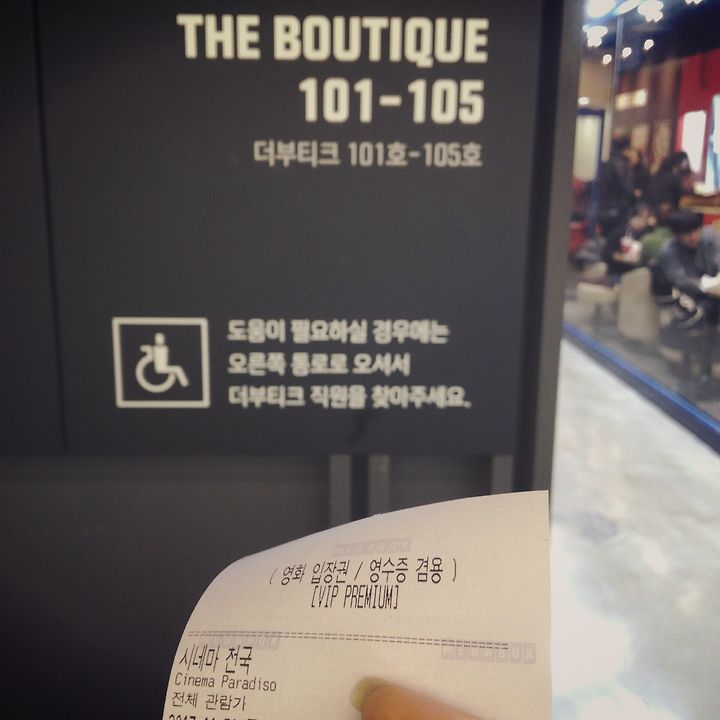 THE BOUTIQUE
101-105
더부티크 101호-105호
도움이 필요하실 경우에는
오른쪽 통로로 오셔서
더부티크 직원을 찾아주세요.
MEGABOX
( 영화 입장권 / 영수증 겸용 )
[VIP PREMIUM]
MEGABOX
시네마 천국
Cinema Paradiso
전체 관람가